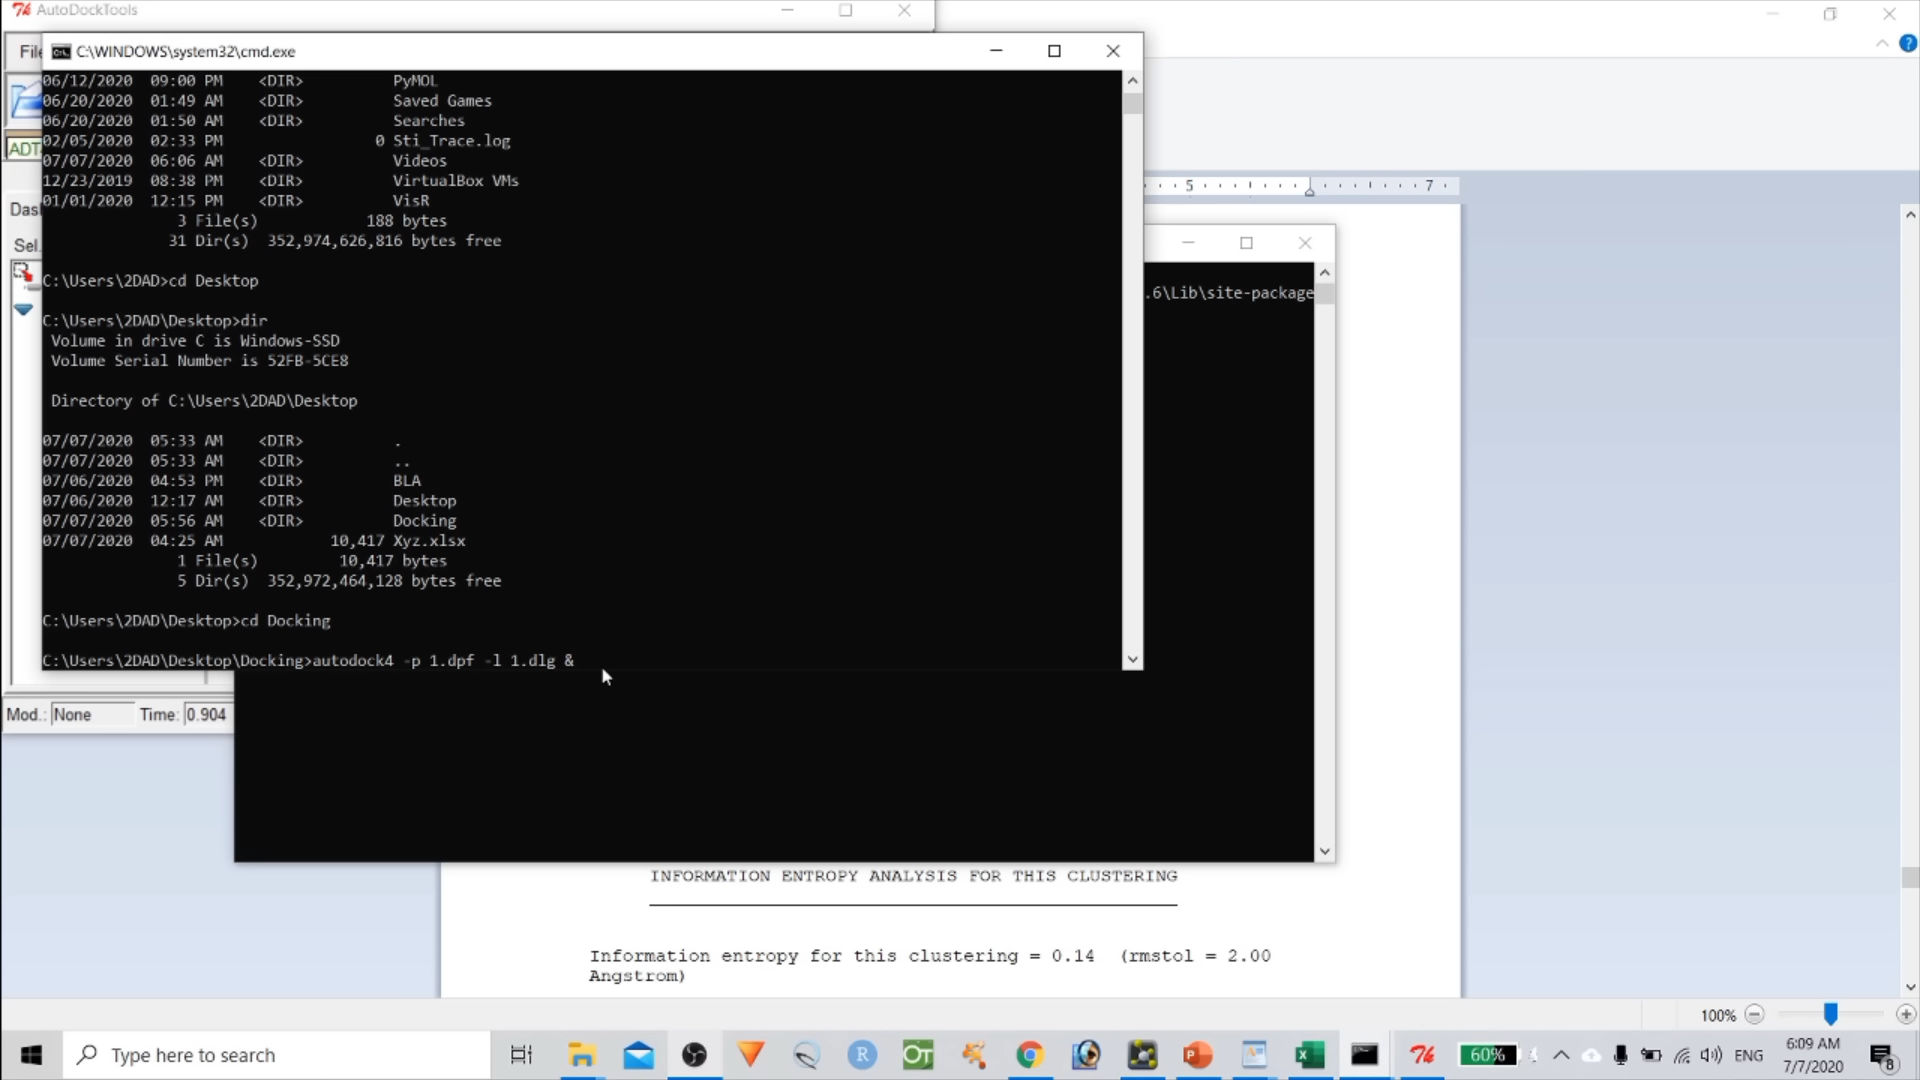 AutoDockTools
File
C:\WINDOWS\system32\cmd.exe
06/12/2020  09:00 PM    <DIR>          PyMOL
06/20/2020  01:49 AM    <DIR>          Saved Games
06/20/2020  01:50 AM    <DIR>          Searches
02/05/2020  02:33 PM                 0 Sti_Trace.log
07/07/2020  06:06 AM    <DIR>          Videos
12/23/2019  08:38 PM    <DIR>          VirtualBox VMs
01/01/2020  12:15 PM    <DIR>          VisR
3 File(s)            188 bytes
31 Dir(s)  352,974,626,816 bytes free
C:\Users\2DAD>cd Desktop
C:\Users\2DAD\Desktop>dir
Volume in drive C is Windows-SSD
Volume Serial Number is 52FB-5CE8
Directory of C:\Users\2DAD\Desktop
07/07/2020  05:33 AM    <DIR>          .
07/07/2020  05:33 AM    <DIR>          ..
07/06/2020  04:53 PM    <DIR>          BLA
07/06/2020  12:17 AM    <DIR>          Desktop
07/07/2020  05:56 AM    <DIR>          Docking
07/07/2020  04:25 AM            10,417 Xyz.xlsx
1 File(s)         10,417 bytes
5 Dir(s)  352,972,464,128 bytes free
C:\Users\2DAD\Desktop>cd Docking
C:\Users\2DAD\Desktop\Docking>autodock4 -p 1.dpf -l 1.dlg &
ADT
Das
Sel.
5 7
.6\Lib\site-package
Mod.: None Time: 0.904
INFORMATION ENTROPY ANALYSIS FOR THIS CLUSTERING
Information entropy for this clustering = 0.14  (rmstol = 2.00
Angstrom)
100%
Type here to search
60%
ENG
6:09 AM
7/7/2020
8